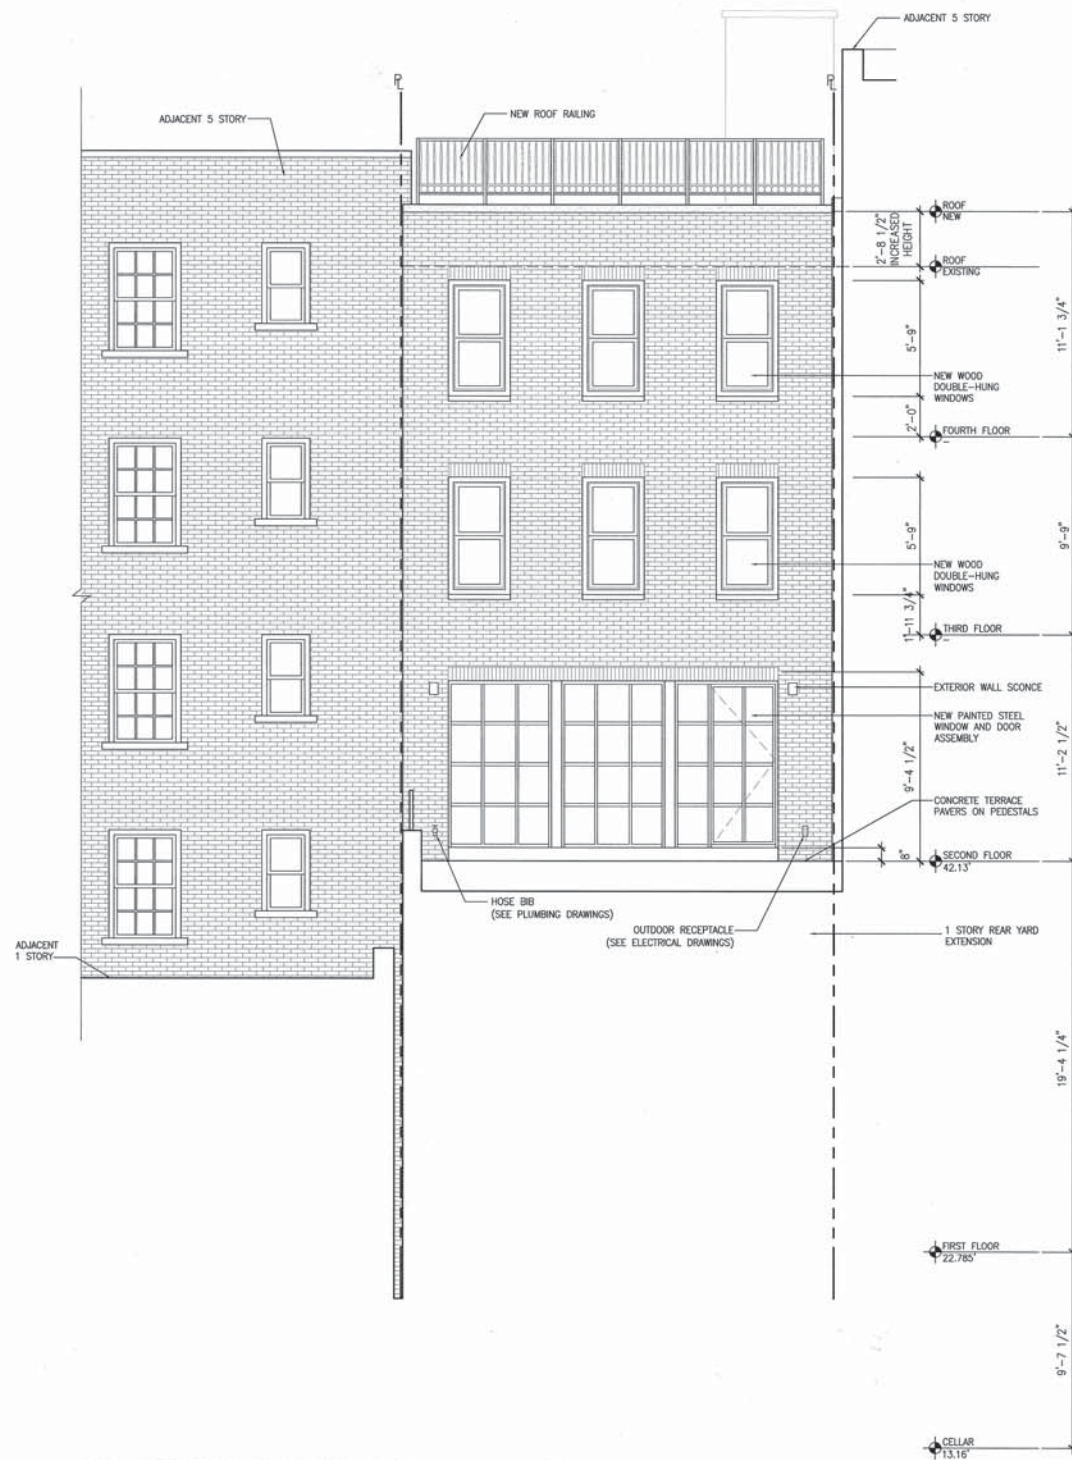 ADJACENT 5 STORY
PL
PL
ADJACENT 5 STORY
NEW ROOF RAILING
ROOF
NEW
2'-8 1/2"
INCREASED
HEIGHT
ROOF
EXISTING
11'-1 3/4"
5'-9"
NEW WOOD
DOUBLE-HUNG
WINDOWS
2'-0"
FOURTH FLOOR
5'-9"
9'-9"
NEW WOOD
DOUBLE-HUNG
WINDOWS
1'-11 3/4"
THIRD FLOOR
EXTERIOR WALL SCONCE
NEW PAINTED STEEL
WINDOW AND DOOR
ASSEMBLY
11'-2 1/2"
9'-4 1/2"
CONCRETE TERRACE
PAVERS ON PEDESTALS
8"
SECOND FLOOR
42.13'
HOSE BIB
(SEE PLUMBING DRAWINGS)
OUTDOOR RECEPTACLE
(SEE ELECTRICAL DRAWINGS)
1 STORY REAR YARD
EXTENSION
ADJACENT
1 STORY
19'-4 1/4"
FIRST FLOOR
22.785'
9'-7 1/2"
CELLAR
13.16'